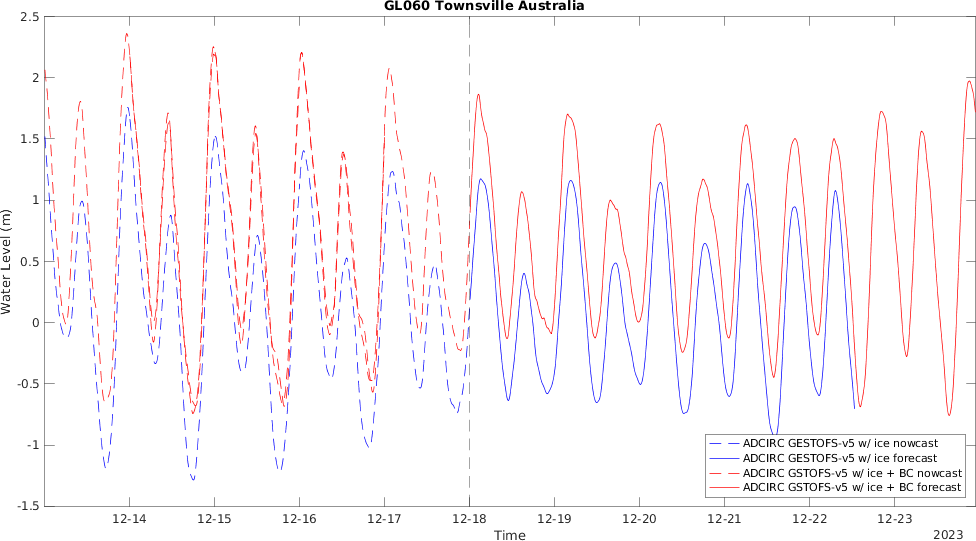 GL060 Townsville Australia
2.5
2
1.5
1
0.5
0
-0.5
-1
-1.5
Water Level (m)
12-14 12-15 12-16 12-17 12-18 12-19 12-20 12-21 12-22 12-23
Time
2023
ADCIRC GESTOFS-v5 w/ ice nowcast
ADCIRC GESTOFS-v5 w/ ice forecast
ADCIRC GSTOFS-v5 w/ ice + BC nowcast
ADCIRC GSTOFS-v5 w/ ice + BC forecast